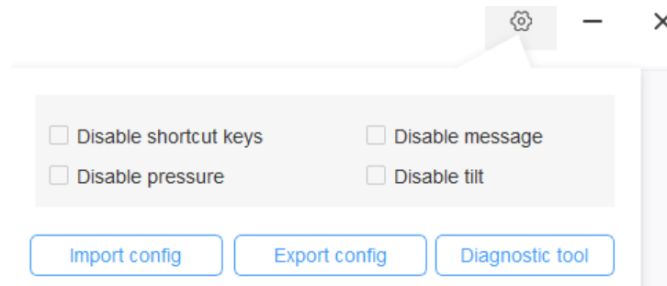 Disable shortcut keys Disable message
Disable pressure Disable tilt
Import config Export config Diagnostic tool